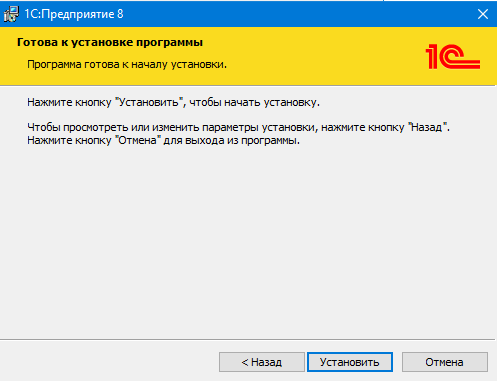 1С:Предприятие 8
Готова к установке программы
Программа готова к началу установки.
1С
Нажмите кнопку "Установить", чтобы начать установку.
Чтобы просмотреть или изменить параметры установки, нажмите кнопку "Назад".
Нажмите кнопку "Отмена" для выхода из программы.
< Назад
Установить
Отмена